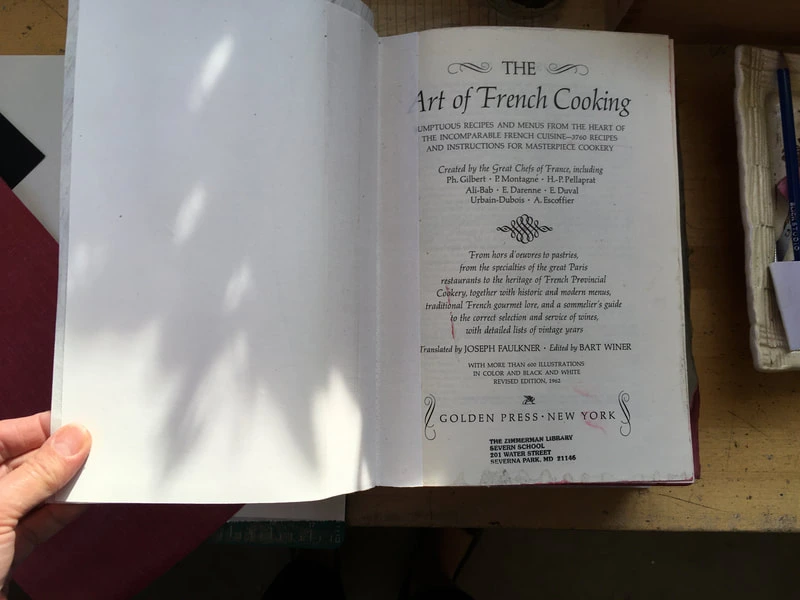 THE
Art of French Cooking
UMPTUOUS RECIPES AND MENUS FROM THE HEART OF
THE INCOMPARABLE FRENCH CUISINE—3760 RECIPES
AND INSTRUCTIONS FOR MASTERPIECE COOKERY
Created by the Great Chefs of France, including
Ph. Gilbert · P. Montagné · H.-P. Pellaprat
Ali-Bab · E. Darenne · E. Duval
Urbain-Dubois · A. Escoffier
From hors d'oeuvres to pastries,
from the specialties of the great Paris
restaurants to the heritage of French Provincial
Cookery, together with historic and modern menus,
traditional French gourmet lore, and a sommelier's guide
to the correct selection and service of wines,
with detailed lists of vintage years
Translated by JOSEPH FAULKNER · Edited by BART WINER
WITH MORE THAN 600 ILLUSTRATIONS
IN COLOR AND BLACK AND WHITE
REVISED EDITION, 1962
GOLDEN PRESS · NEW YORK
THE ZIMMERMAN LIBRARY
SEVERN SCHOOL
201 WATER STREET
SEVERNA PARK, MD 21146